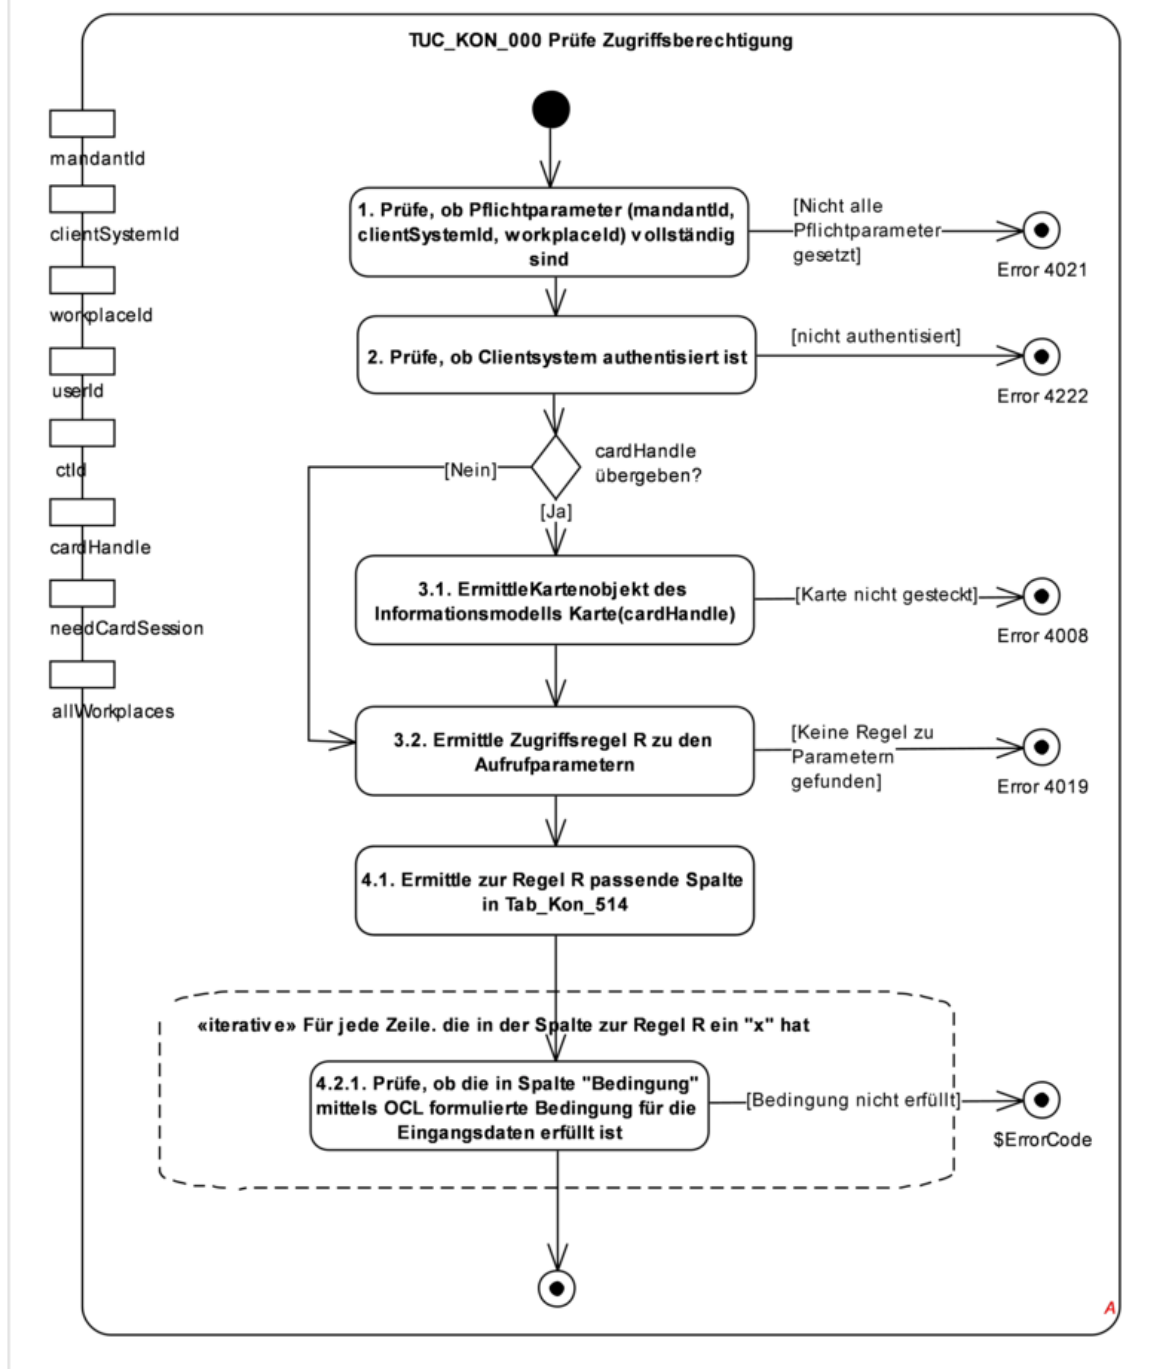 TUC_KON_000 Prüfe Zugriffsberechtigung
mandantId
clientSystemId
workplaceId
userId
ctId
cardHandle
needCardSession
allWorkplaces
1. Prüfe, ob Pflichtparameter (mandantId,
clientSystemId, workplaceId) vollständig
sind
[Nicht alle
Pflichtparameter
gesetzt]
Error 4021
2. Prüfe, ob Clientsystem authentisiert ist
[nicht authentisiert]
Error 4222
cardHandle
übergeben?
[Nein]
[Ja]
3.1. ErmittleKartenobjekt des
Informationsmodells Karte(cardHandle)
[Karte nicht gesteckt]
Error 4008
3.2. Ermittle Zugriffsregel R zu den
Aufrufparametern
[Keine Regel zu
Parametern
gefunden]
Error 4019
4.1. Ermittle zur Regel R passende Spalte
in Tab_Kon_514
«iterative» Für jede Zeile. die in der Spalte zur Regel R ein "x" hat
4.2.1. Prüfe, ob die in Spalte "Bedingung"
mittels OCL formulierte Bedingung für die
Eingangsdaten erfüllt ist
[Bedingung nicht erfüllt]
$ErrorCode
A